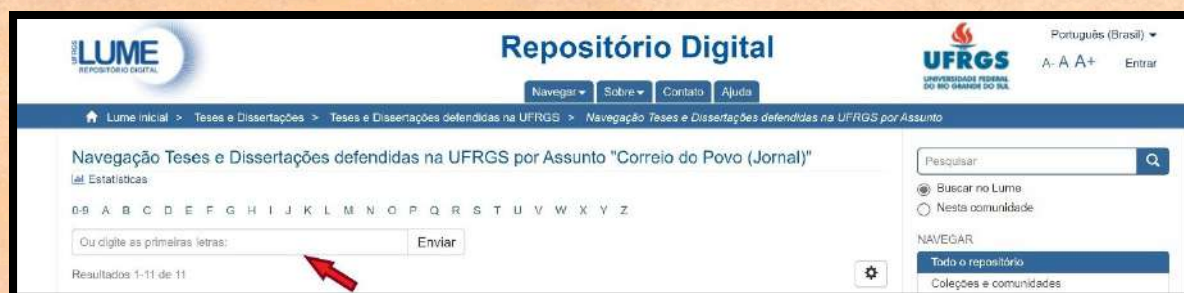 UFRGS
LUME
REPOSITÓRIO DIGITAL
Repositório Digital
Navegar
Sobre
Contato
Ajuda
UFRGS
UNIVERSIDADE FEDERAL
DO RIO GRANDE DO SUL
Português (Brasil)
A- A A+ Entrar
Lume inicial > Teses e Dissertações > Teses e Dissertações defendidas na UFRGS > Navegação Teses e Dissertações defendidas na UFRGS por Assunto
Navegação Teses e Dissertações defendidas na UFRGS por Assunto "Correio do Povo (Jornal)"
Estatísticas
0-9 A B C D E F G H I J K L M N O P Q R S T U V W X Y Z
Ou digite as primeiras letras:
Enviar
Resultados 1-11 de 11
Pesquisar
Buscar no Lume
Nesta comunidade
NAVEGAR
Todo o repositório
Coleções e comunidades